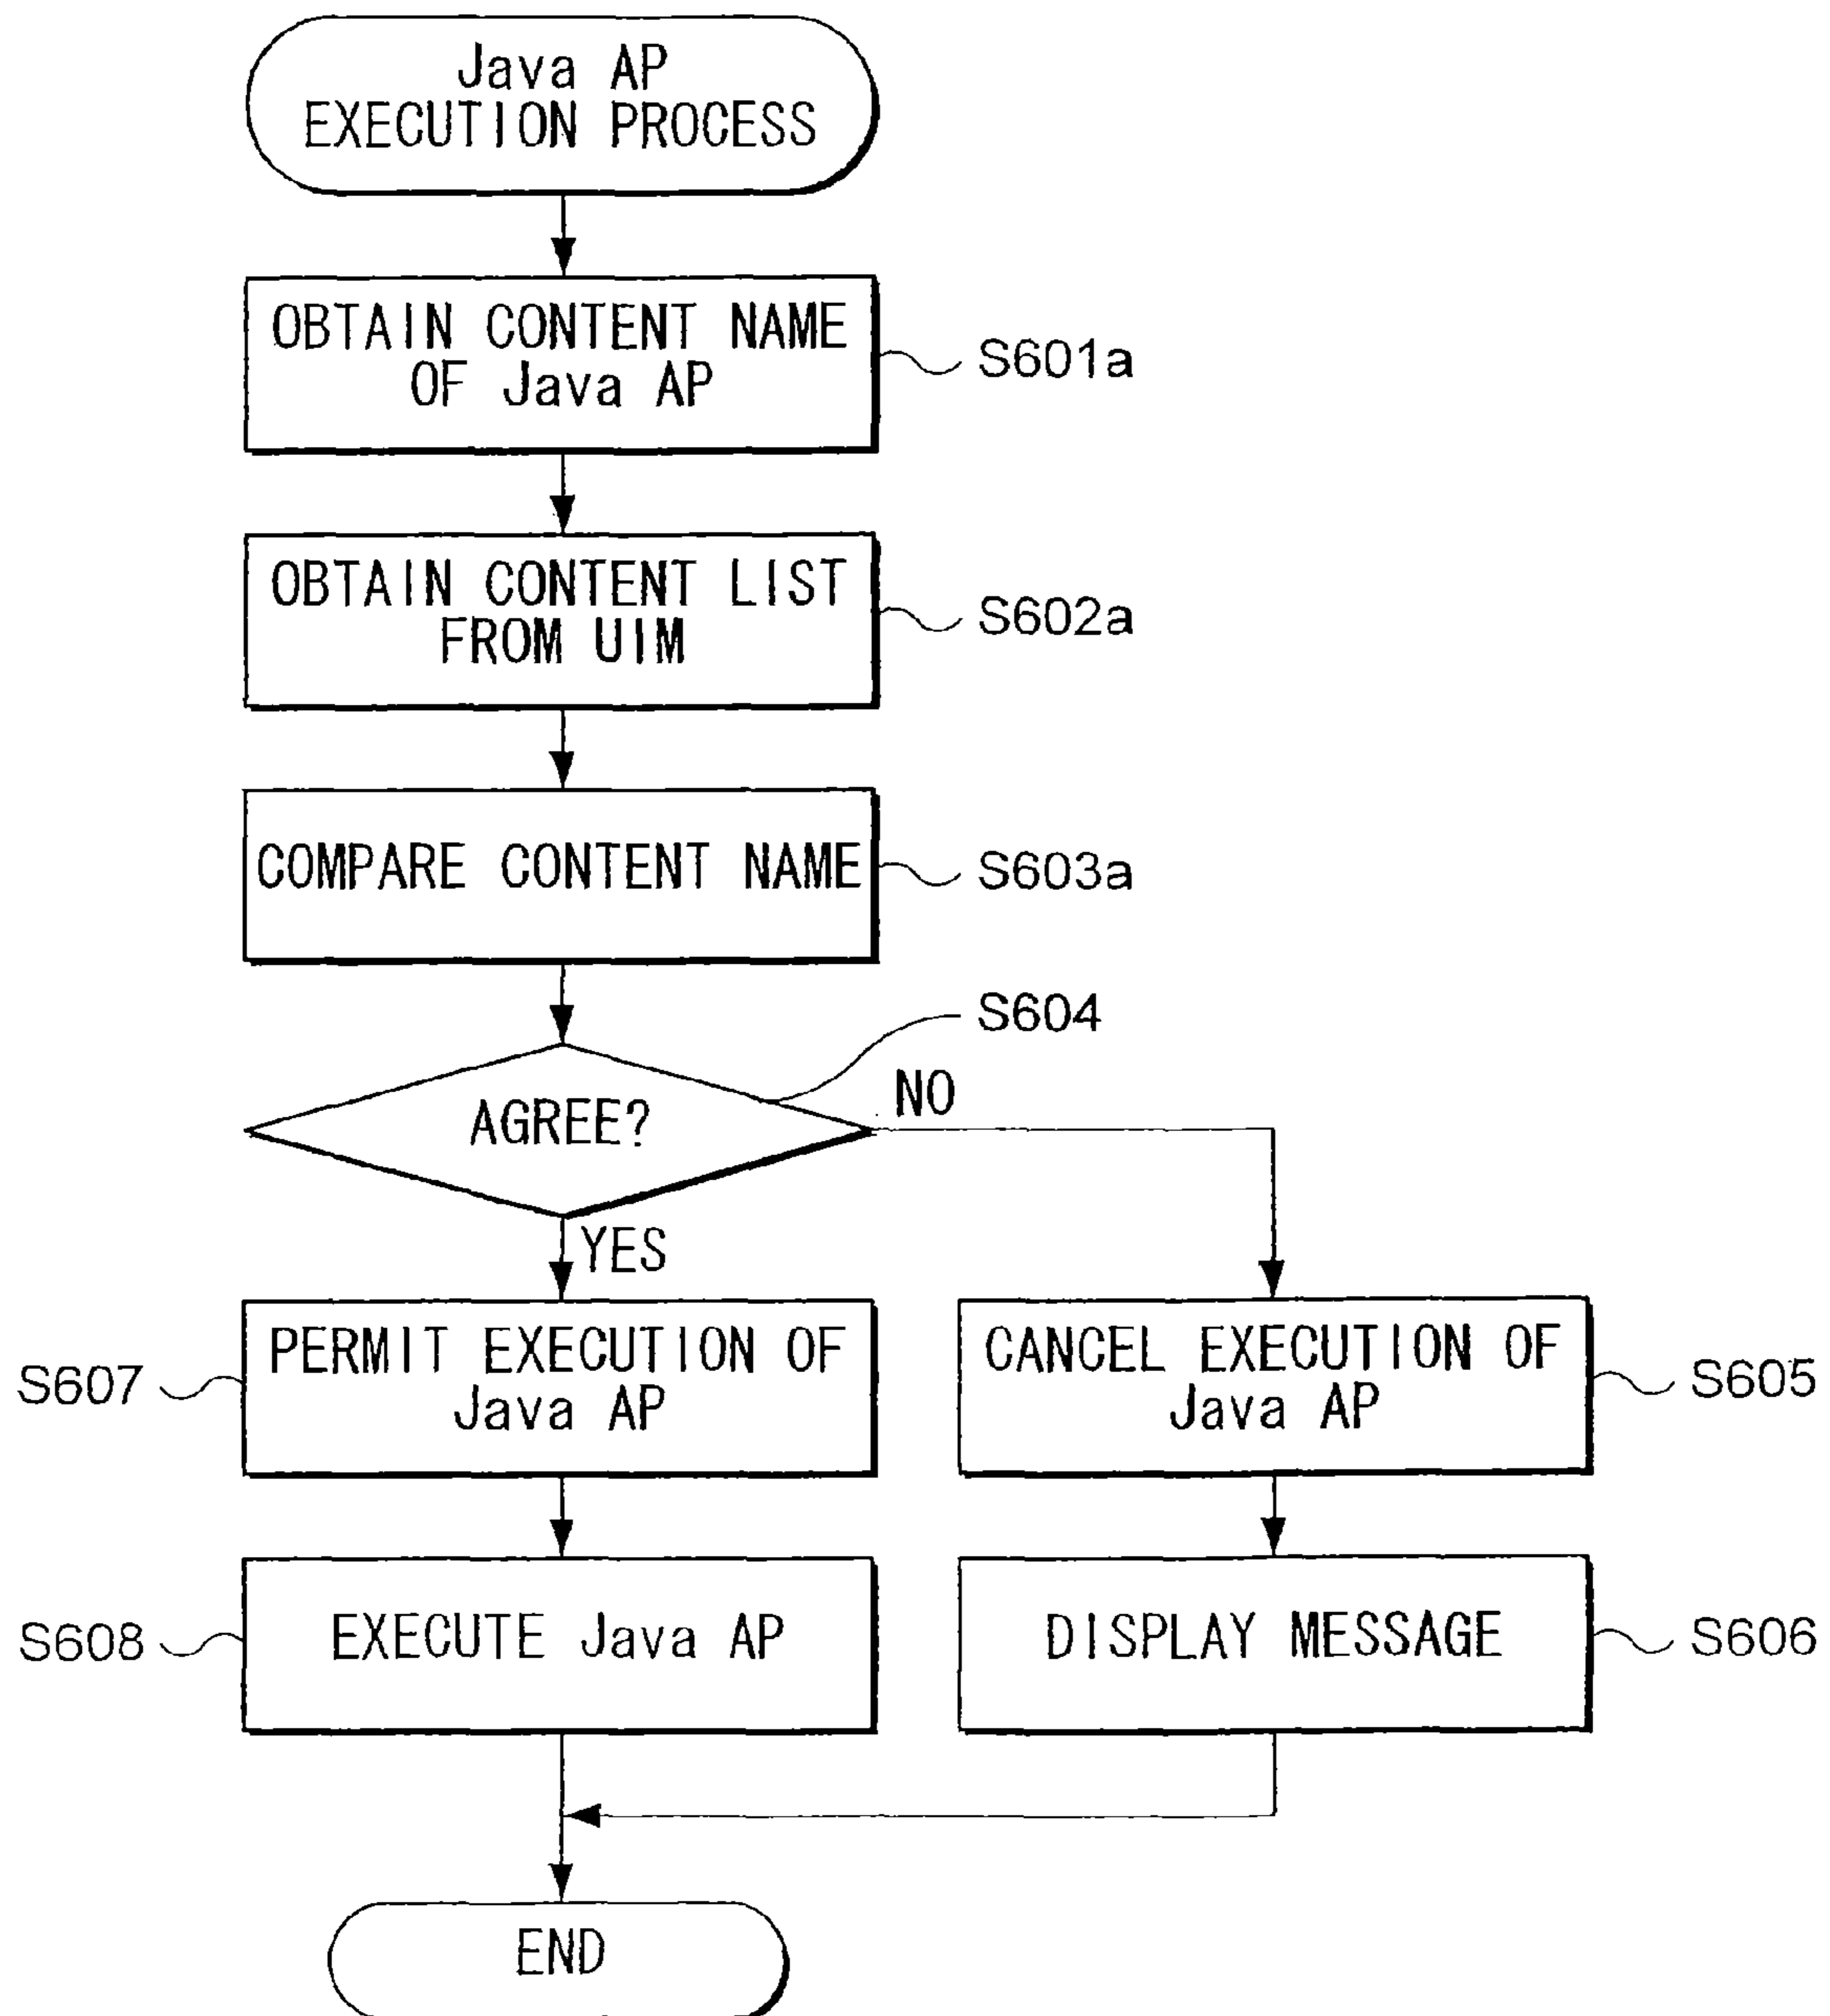 Java AP
EXECUTION PROCESS
OBTAIN CONTENT NAME
OF Java AP
S601a
OBTAIN CONTENT LIST
FROM UIM
S602a
COMPARE CONTENT NAME
S603a
S604
AGREE?
NO
YES
S607
PERMIT EXECUTION OF
Java AP
CANCEL EXECUTION OF
Java AP
S605
S608
EXECUTE Java AP
DISPLAY MESSAGE
S606
END